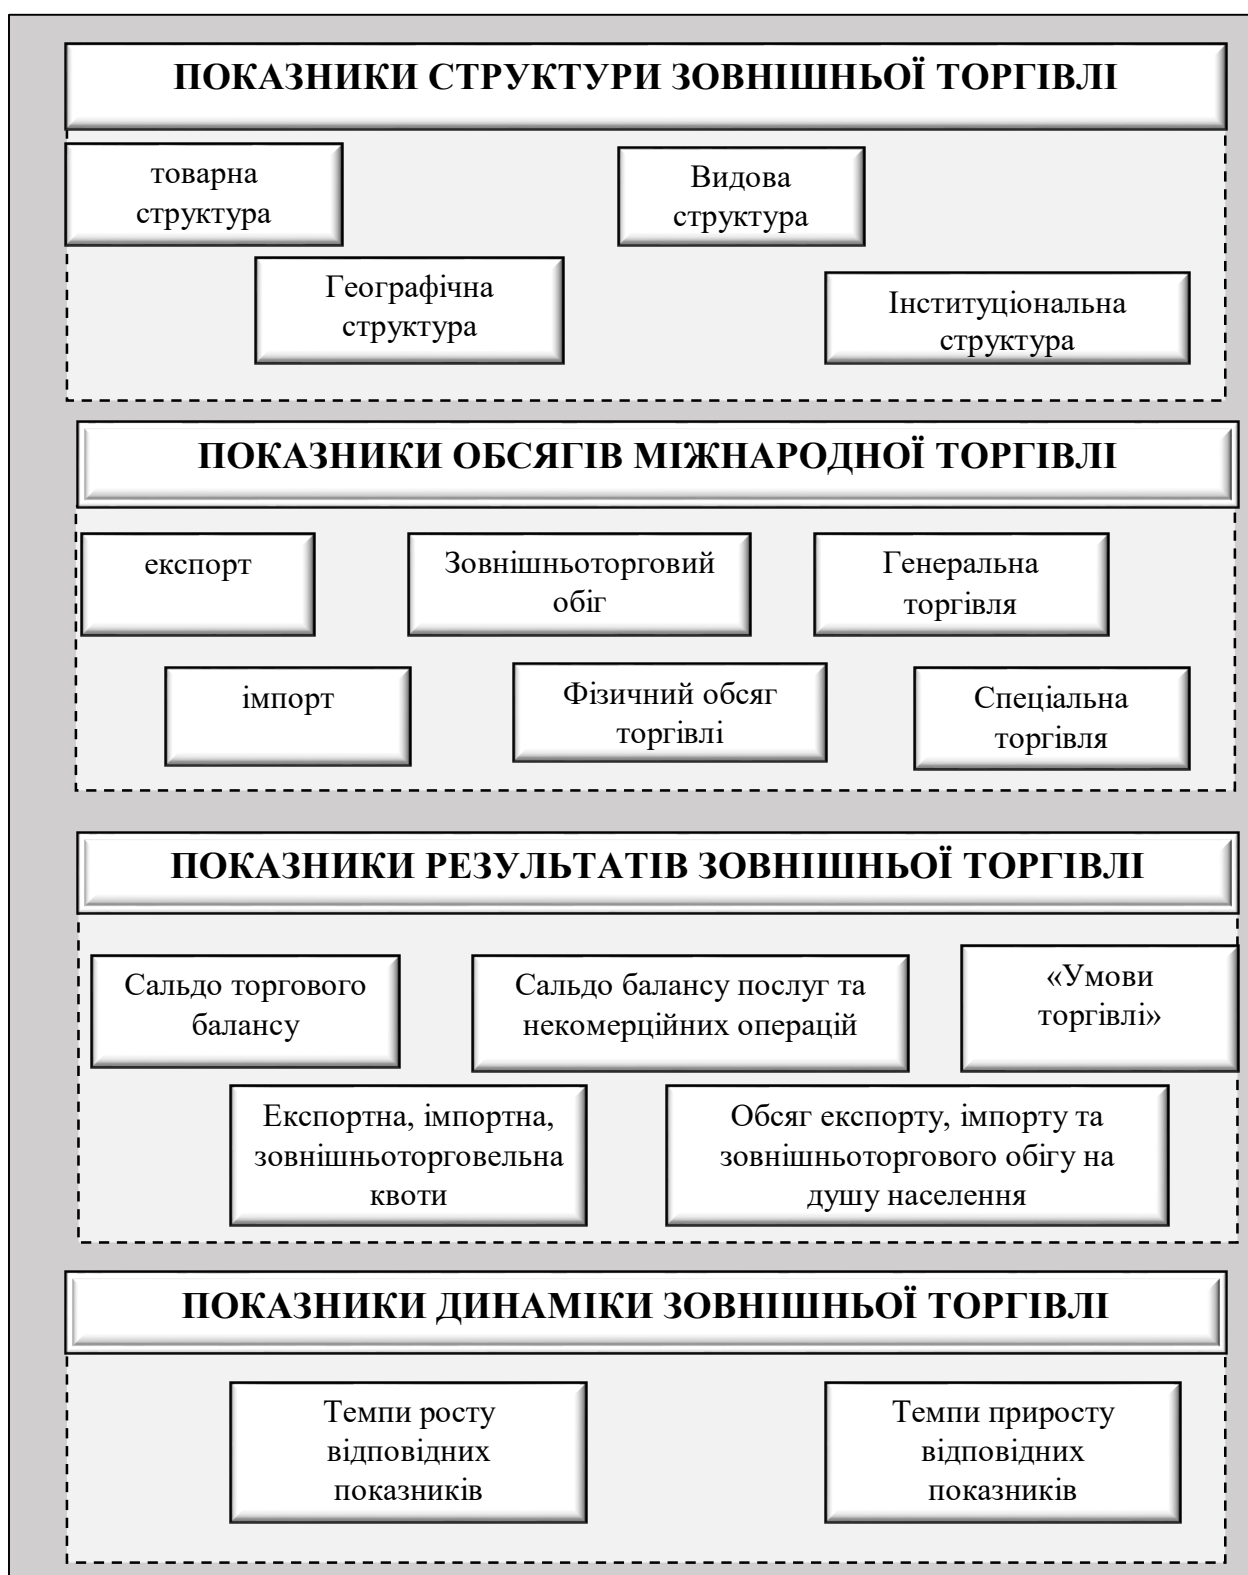 ПОКАЗНИКИ СТРУКТУРИ ЗОВНІШНЬОЇ ТОРГІВЛІ
товарна
структура
Видова
структура
Географічна
структура
Інституціональна
структура
ПОКАЗНИКИ ОБСЯГІВ МІЖНАРОДНОЇ ТОРГІВЛІ
експорт
Зовнішньоторговий
обіг
Генеральна
торгівля
імпорт
Фізичний обсяг
торгівлі
Спеціальна
торгівля
ПОКАЗНИКИ РЕЗУЛЬТАТІВ ЗОВНІШНЬОЇ ТОРГІВЛІ
Сальдо торгового
балансу
Сальдо балансу послуг та
некомерційних операцій
«Умови
торгівлі»
Експортна, імпортна,
зовнішньоторговельна
квоти
Обсяг експорту, імпорту та
зовнішньоторгового обігу на
душу населення
ПОКАЗНИКИ ДИНАМІКИ ЗОВНІШНЬОЇ ТОРГІВЛІ
Темпи росту
відповідних
показників
Темпи приросту
відповідних
показників